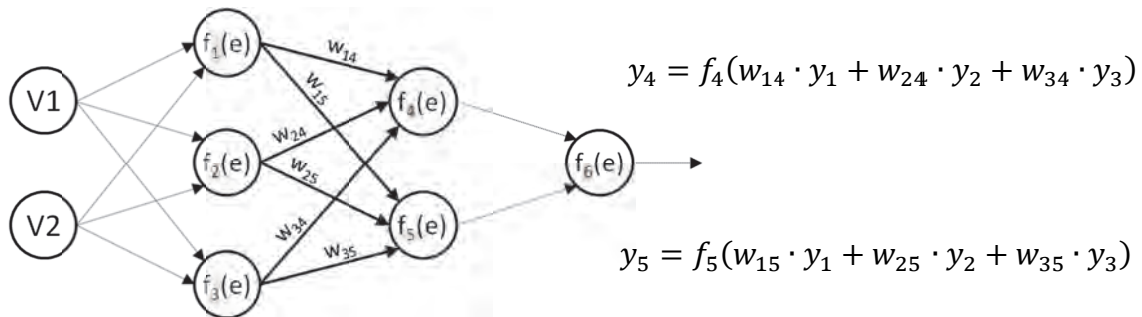 V1
V2
f₁(e)
f₂(e)
f₃(e)
w₁₄
w₁₅
w₂₄
w₂₅
w₃₄
w₃₅
f₄(e)
f₅(e)
f₆(e)
y₄ = f₄(w₁₄ · y₁ + w₂₄ · y₂ + w₃₄ · y₃)
y₅ = f₅(w₁₅ · y₁ + w₂₅ · y₂ + w₃₅ · y₃)